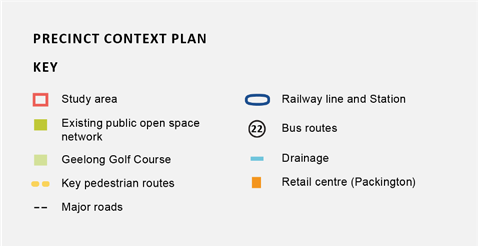 PRECINCT CONTEXT PLAN
KEY
Study area
Existing public open space
network
Geelong Golf Course
Key pedestrian routes
Major roads
Railway line and Station
22 Bus routes
Drainage
Retail centre (Packington)